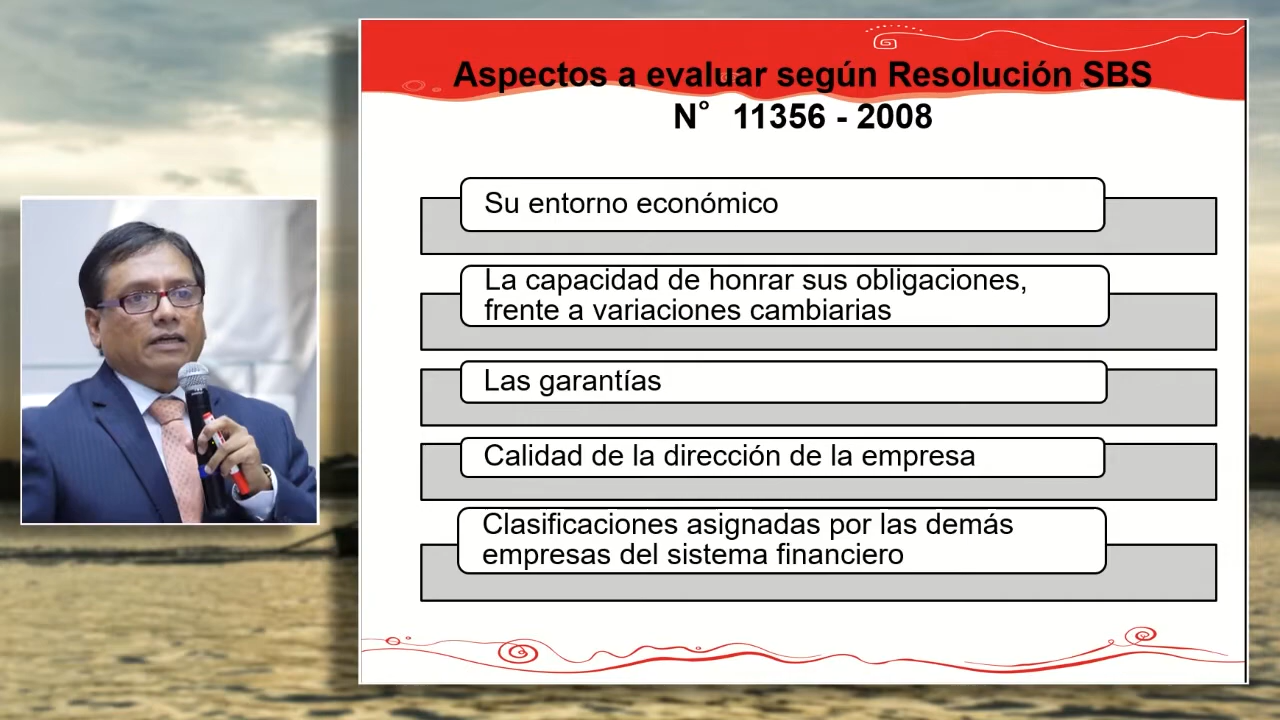 Aspectos a evaluar según Resolución SBS
N° 11356 - 2008
Su entorno económico
La capacidad de honrar sus obligaciones,
frente a variaciones cambiarias
Las garantías
Calidad de la dirección de la empresa
Clasificaciones asignadas por las demás
empresas del sistema financiero